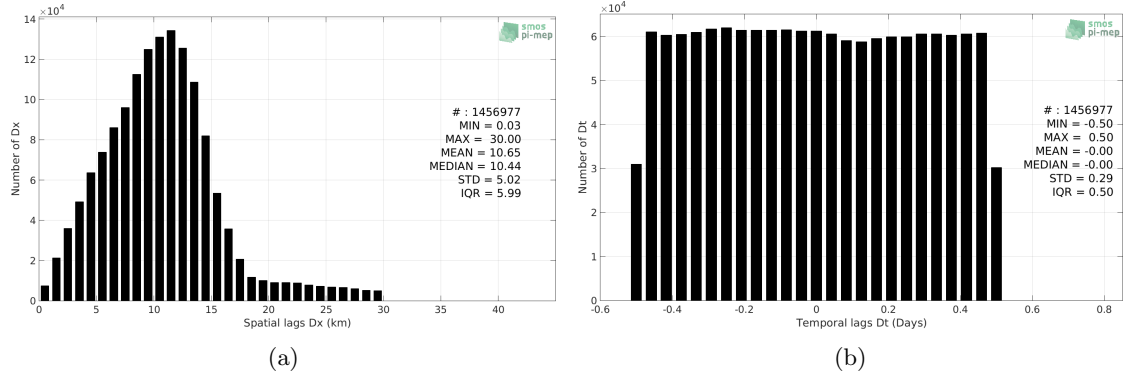 ×10⁴
14
12
10
8
6
4
2
0
Number of Dx
smos
pi-mep
# : 1456977
MIN = 0.03
MAX = 30.00
MEAN = 10.65
MEDIAN = 10.44
STD = 5.02
IQR = 5.99
0 5 10 15 20 25 30 35 40
Spatial lags Dx (km)
(a)
×10⁴
6
5
4
3
2
1
0
Number of Dt
smos
pi-mep
# : 1456977
MIN = -0.50
MAX = 0.50
MEAN = -0.00
MEDIAN = -0.00
STD = 0.29
IQR = 0.50
-0.6 -0.4 -0.2 0 0.2 0.4 0.6 0.8
Temporal lags Dt (Days)
(b)